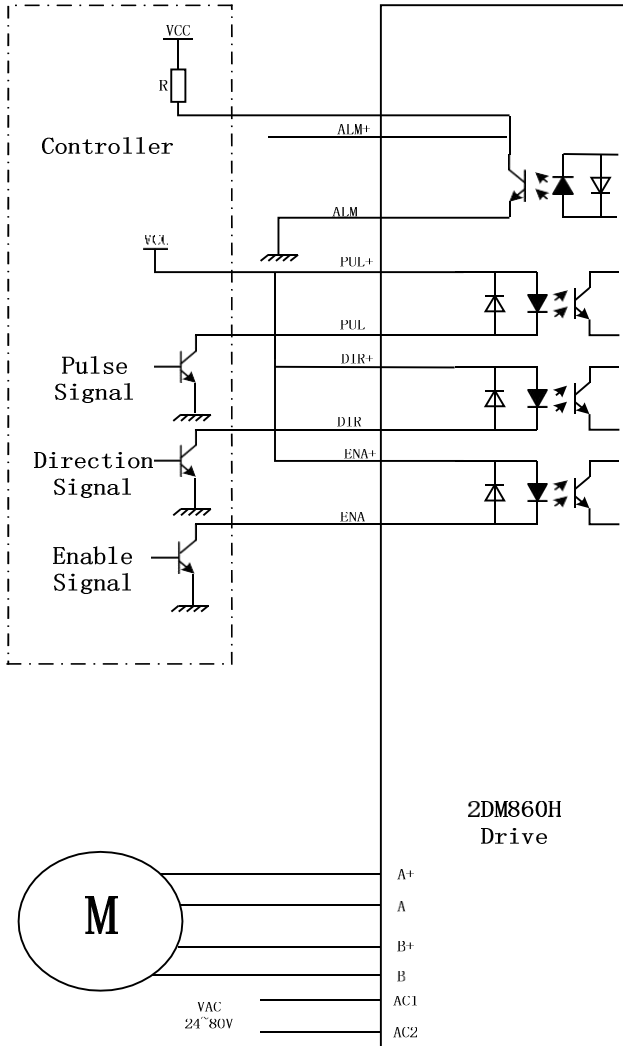 VCC
R
ALM+
Controller
ALM
VCC
PUL+
PUL
Pulse
Signal
DIR+
DIR
Direction
Signal
ENA+
ENA
Enable
Signal
2DM860H
Drive
A+
M
A
B+
B
AC1
VAC
24~80V
AC2